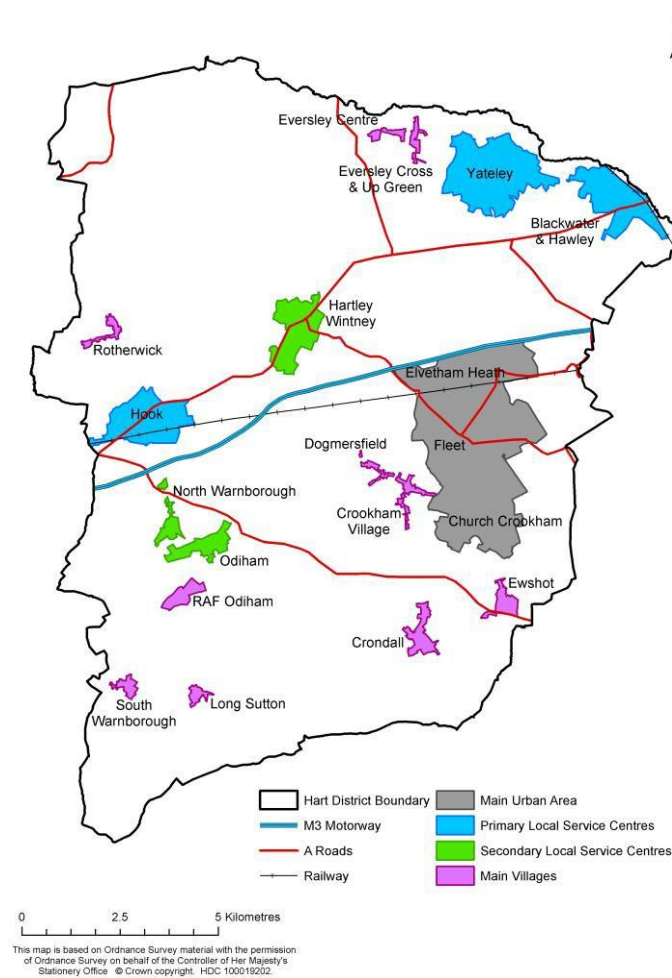 Eversley Centre
Eversley Cross
& Up Green
Yateley
Blackwater
& Hawley
Hartley
Wintney
Rotherwick
Elvetham Heath
Hook
Dogmersfield
Fleet
North Warnborough
Crookham
Village
Church Crookham
Odiham
Ewshot
RAF Odiham
Crondall
South
Warnborough
Long Sutton
Hart District Boundary
Main Urban Area
M3 Motorway
Primary Local Service Centres
A Roads
Secondary Local Service Centres
Railway
Main Villages
0 2.5 5 Kilometres
This map is based on Ordnance Survey material with the permission
of Ordnance Survey on behalf of the Controller of Her Majesty's
Stationery Office © Crown copyright. HDC 100019202.